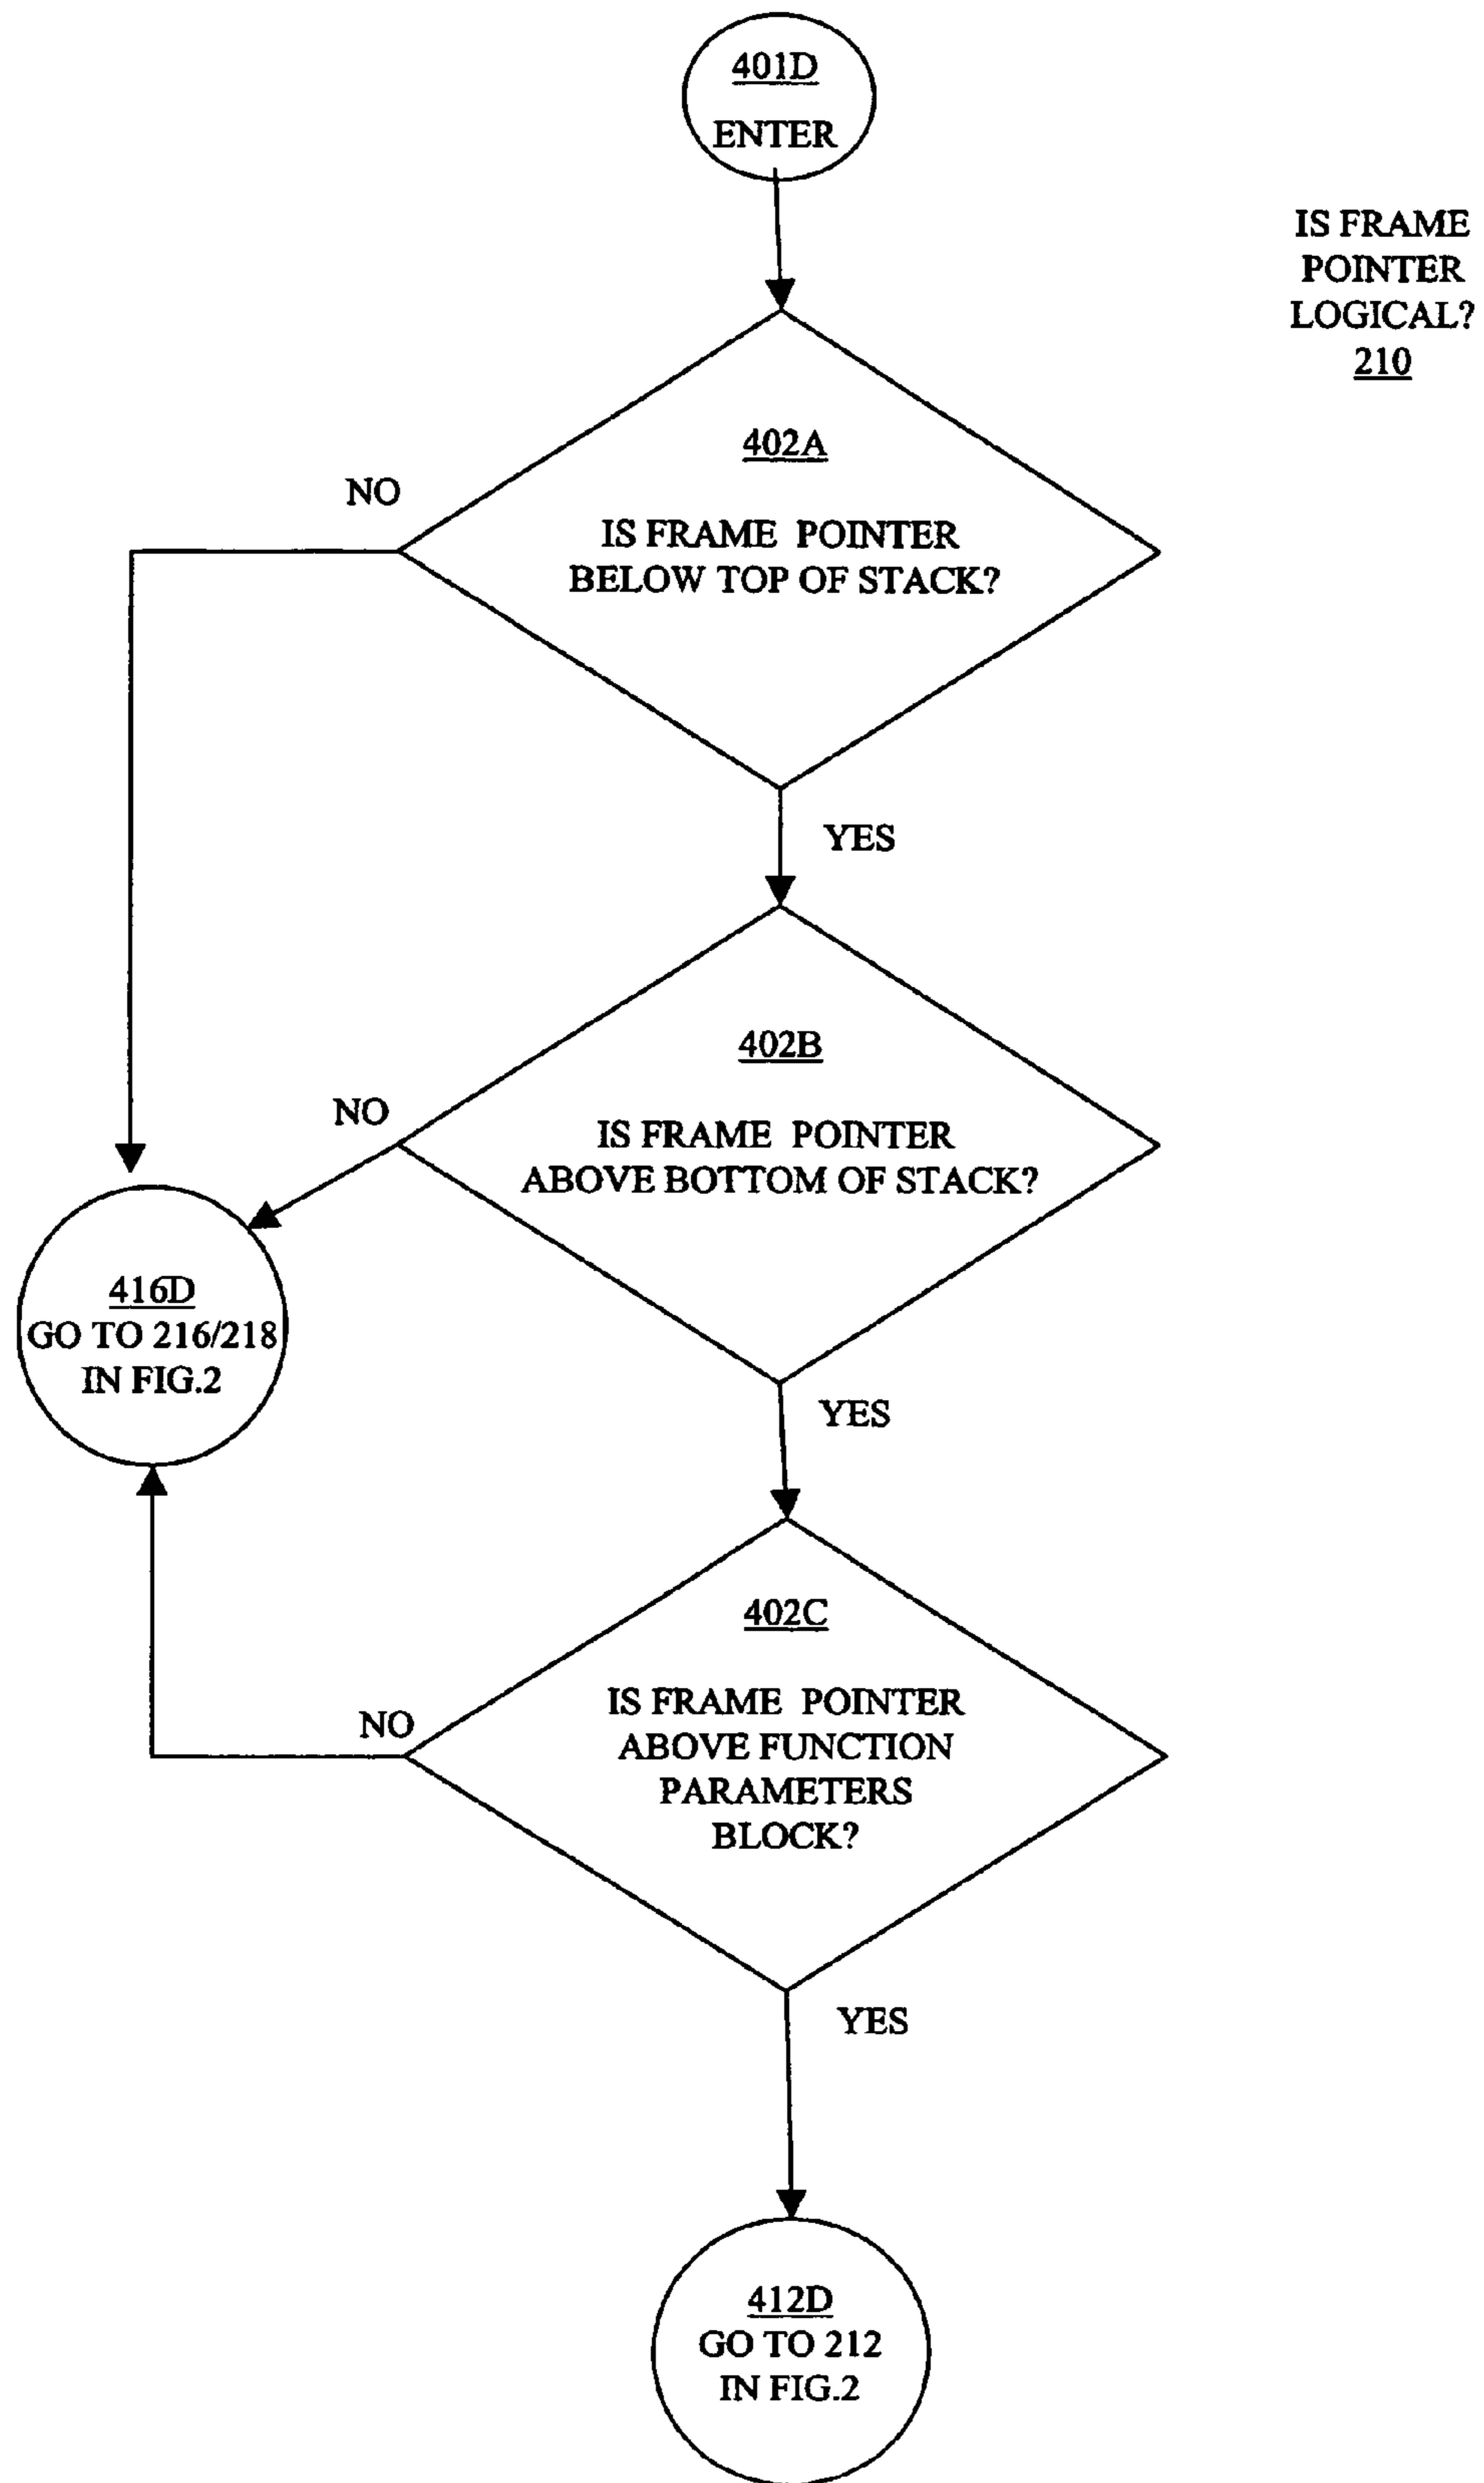 401D
ENTER
IS FRAME
POINTER
LOGICAL?
210
402A
NO
IS FRAME POINTER
BELOW TOP OF STACK?
YES
402B
NO
IS FRAME POINTER
ABOVE BOTTOM OF STACK?
416D
GO TO 216/218
IN FIG.2
YES
402C
IS FRAME POINTER
NO
ABOVE FUNCTION
PARAMETERS
BLOCK?
YES
412D
GO TO 212
IN FIG.2